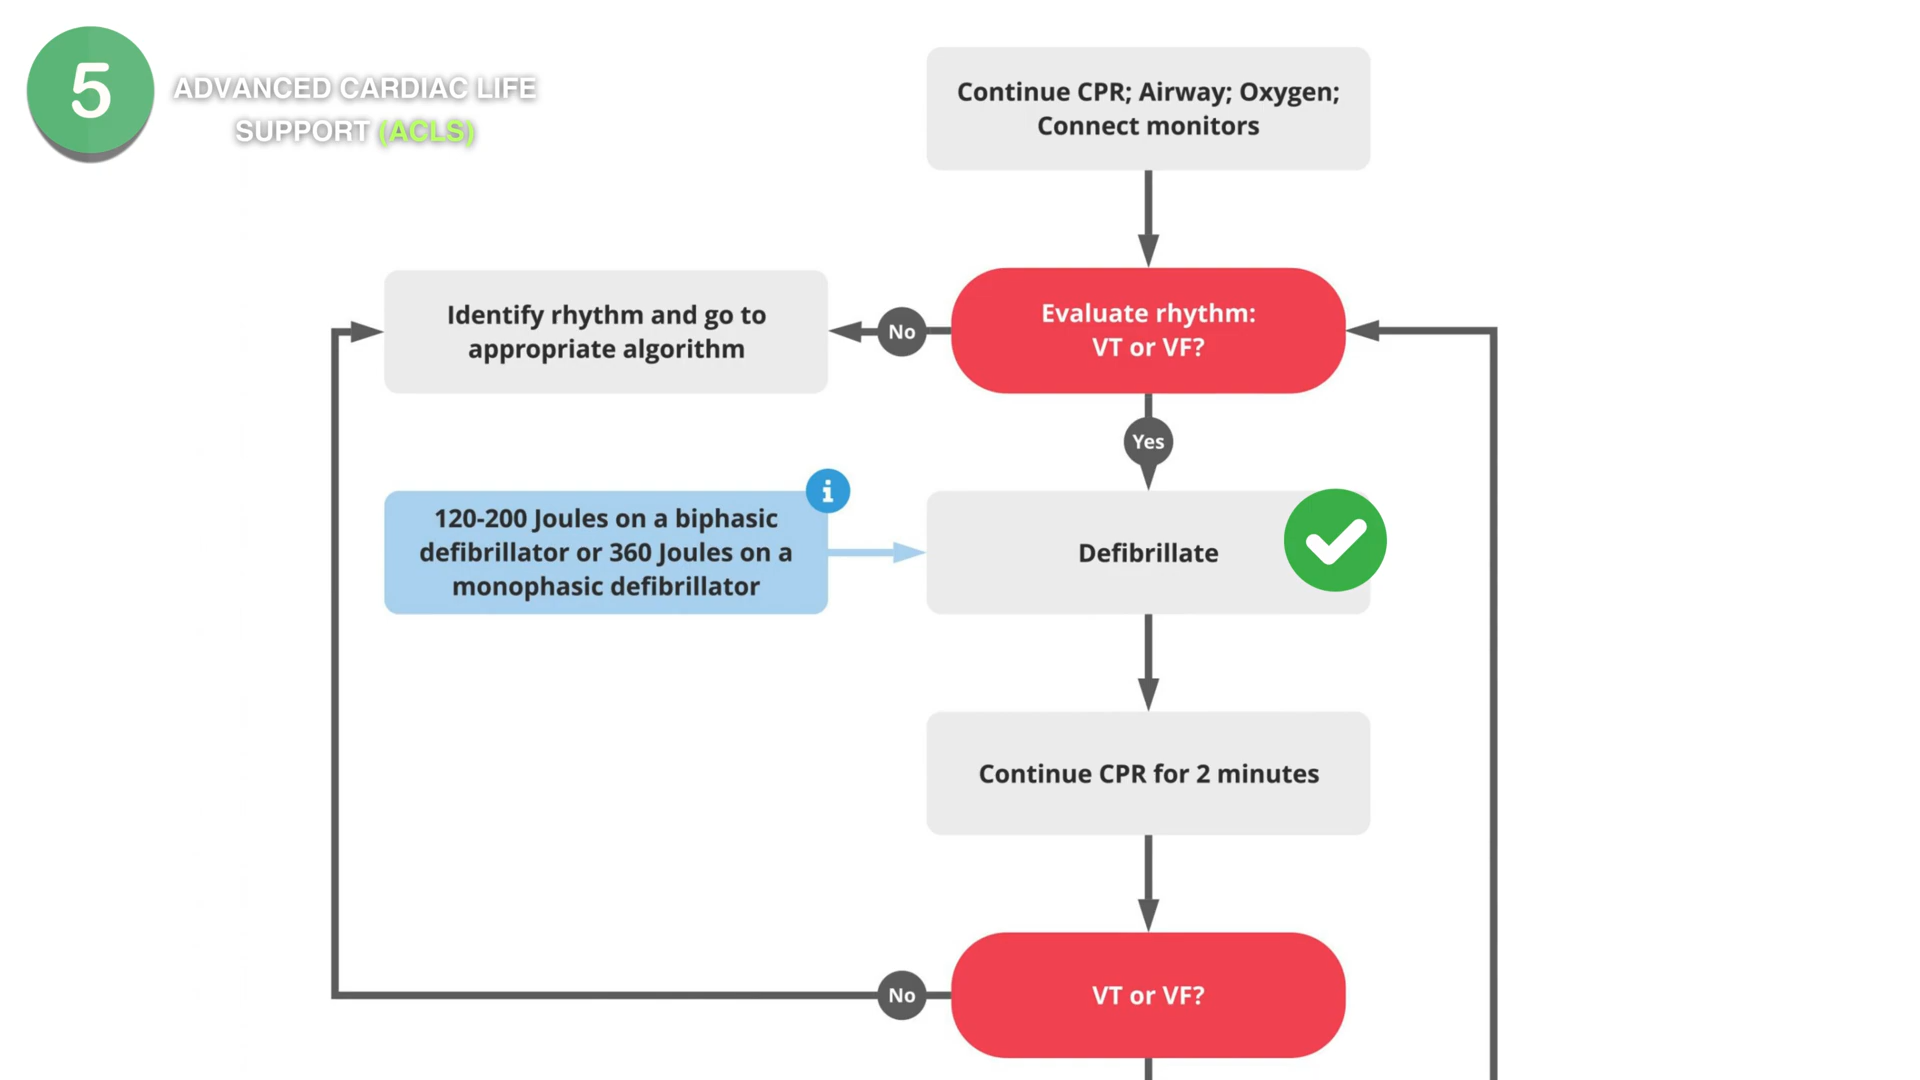 5
ADVANCED CARDIAC LIFE
SUPPORT (ACLS)
Continue CPR; Airway; Oxygen;
Connect monitors
Identify rhythm and go to
appropriate algorithm
No
Evaluate rhythm:
VT or VF?
Yes
i
120-200 Joules on a biphasic
defibrillator or 360 Joules on a
monophasic defibrillator
Defibrillate
Continue CPR for 2 minutes
No
VT or VF?